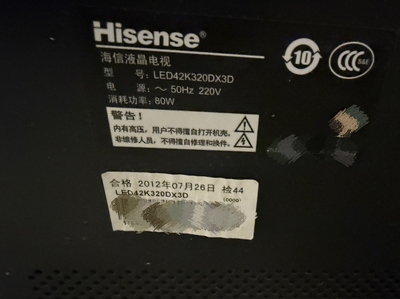 Hisense®
海信液晶电视
型 号: LED42K320DX3D
电 源: ～ 50Hz 220V
消耗功率: 80W
10
CCC
S&E
警告!
内有高压, 用户不得擅自打开机壳。
非维修人员, 不得擅自修理和换件。
合格 2012年07月26日 检44
LED42K320DX3D
(0000)